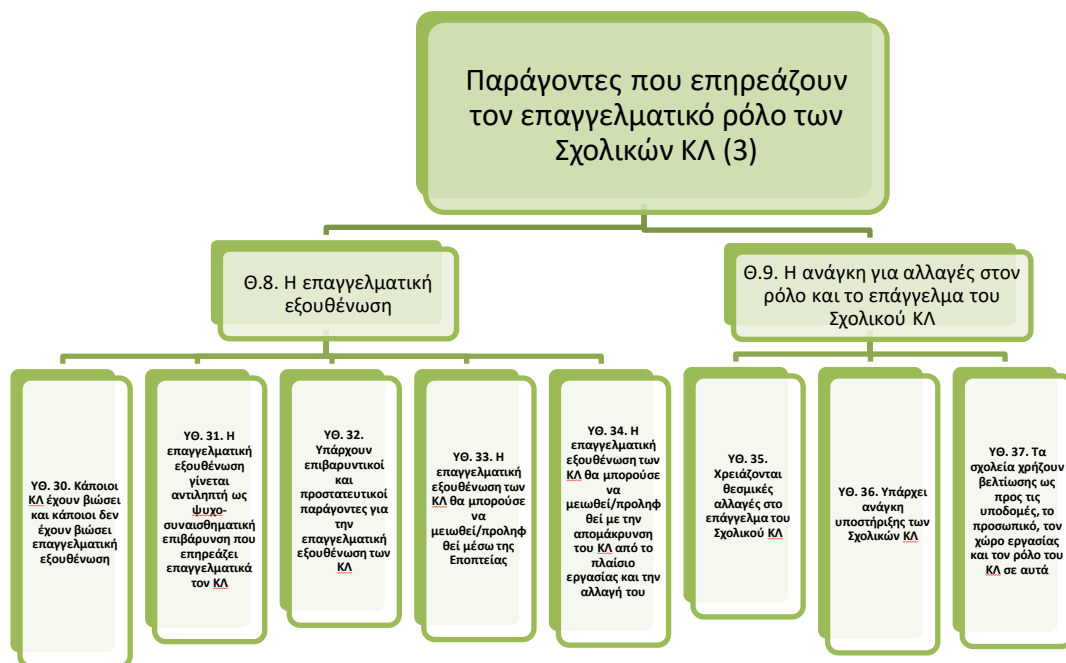 Παράγοντες που επηρεάζουν
τον επαγγελματικό ρόλο των
Σχολικών ΚΛ (3)
Θ.8. Η επαγγελματική
εξουθένωση
Θ.9. Η ανάγκη για αλλαγές στον
ρόλο και το επάγγελμα του
Σχολικού ΚΛ
ΥΘ. 30. Κάποιοι
ΚΛ έχουν βιώσει
και κάποιοι δεν
έχουν βιώσει
επαγγελματική
εξουθένωση
ΥΘ. 31. Η
επαγγελματική
εξουθένωση
γίνεται
αντιληπτή ως
ψυχο-
συναισθηματική
επιβάρυνση που
επηρεάζει
επαγγελματικά
τον ΚΛ
ΥΘ. 32.
Υπάρχουν
επιβαρυντικοί
και
προστατευτικοί
παράγοντες για
την
επαγγελματική
εξουθένωση των
ΚΛ
ΥΘ. 33. Η
επαγγελματική
εξουθένωση των
ΚΛ θα μπορούσε
να
μειωθεί/προληφ
θεί μέσω της
Εποπτείας
ΥΘ. 34. Η
επαγγελματική
εξουθένωση των
ΚΛ θα μπορούσε
να
μειωθεί/προληφ
θεί με την
απομάκρυνση
του ΚΛ από το
πλαίσιο
εργασίας και την
αλλαγή του
ΥΘ. 35.
Χρειάζονται
θεσμικές
αλλαγές στο
επάγγελμα του
Σχολικού ΚΛ
ΥΘ. 36. Υπάρχει
ανάγκη
υποστήριξης των
Σχολικών ΚΛ
ΥΘ. 37. Τα
σχολεία χρήζουν
βελτίωσης ως
προς τις
υποδομές, το
προσωπικό, τον
χώρο εργασίας
και τον ρόλο του
ΚΛ σε αυτά